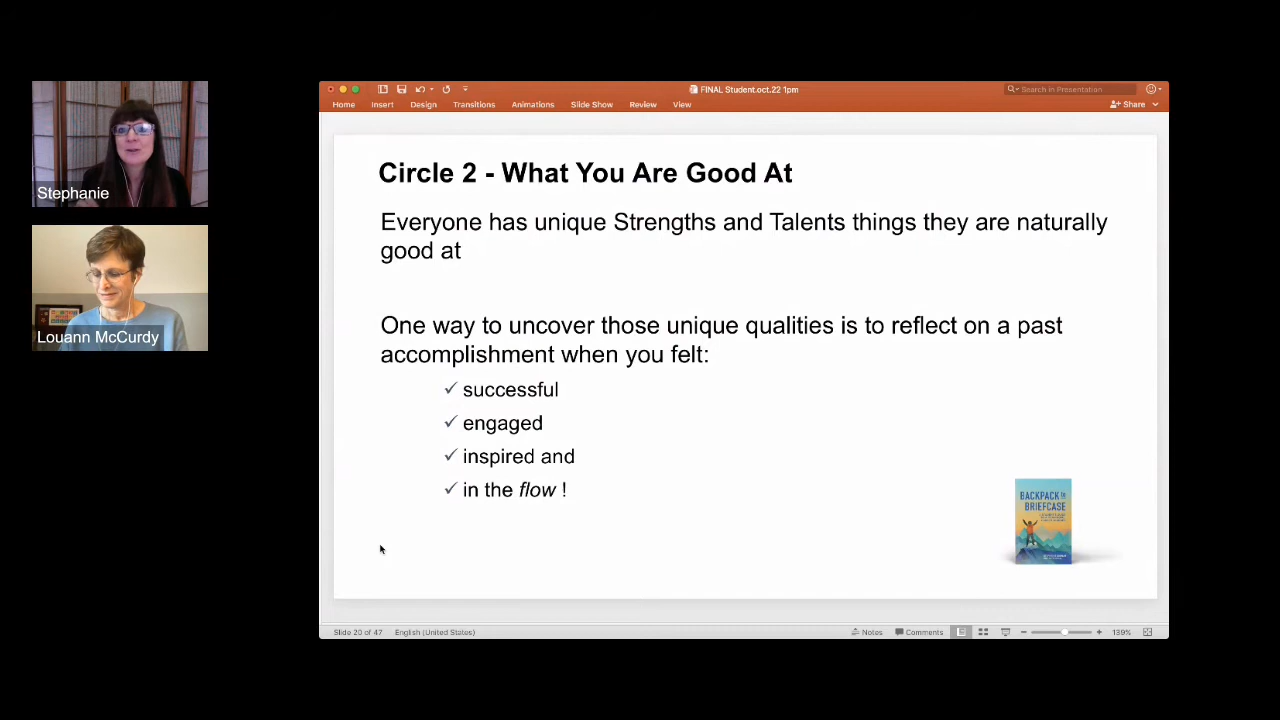 FINAL Student.oct.22 1pm
Search in Presentation
Home Insert Design Transitions Animations Slide Show Review View
Share
Stephanie
Louann McCurdy
Circle 2 - What You Are Good At
Everyone has unique Strengths and Talents things they are naturally
good at
One way to uncover those unique qualities is to reflect on a past
accomplishment when you felt:
✓ successful
✓ engaged
✓ inspired and
✓ in the flow !
BACKPACK TO
BRIEFCASE
Slide 20 of 47 English (United States)
Notes Comments 139%